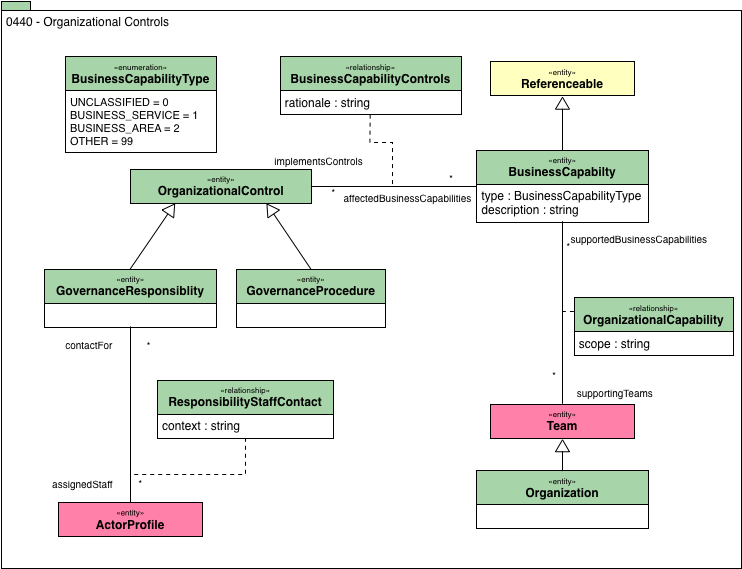 0440 - Organizational Controls
«enumeration»
BusinessCapabilityType
UNCLASSIFIED = 0
BUSINESS_SERVICE = 1
BUSINESS_AREA = 2
OTHER = 99
«relationship»
BusinessCapabilityControls
rationale : string
«entity»
Referenceable
implementsControls
«entity»
OrganizationalControl
*
affectedBusinessCapabilities
*
«entity»
BusinessCapabilty
type : BusinessCapabilityType
description : string
*
supportedBusinessCapabilities
«entity»
GovernanceResponsiblity
«entity»
GovernanceProcedure
«relationship»
OrganizationalCapability
scope : string
contactFor
*
*
supportingTeams
«relationship»
ResponsibilityStaffContact
context : string
«entity»
Team
assignedStaff
*
«entity»
ActorProfile
«entity»
Organization